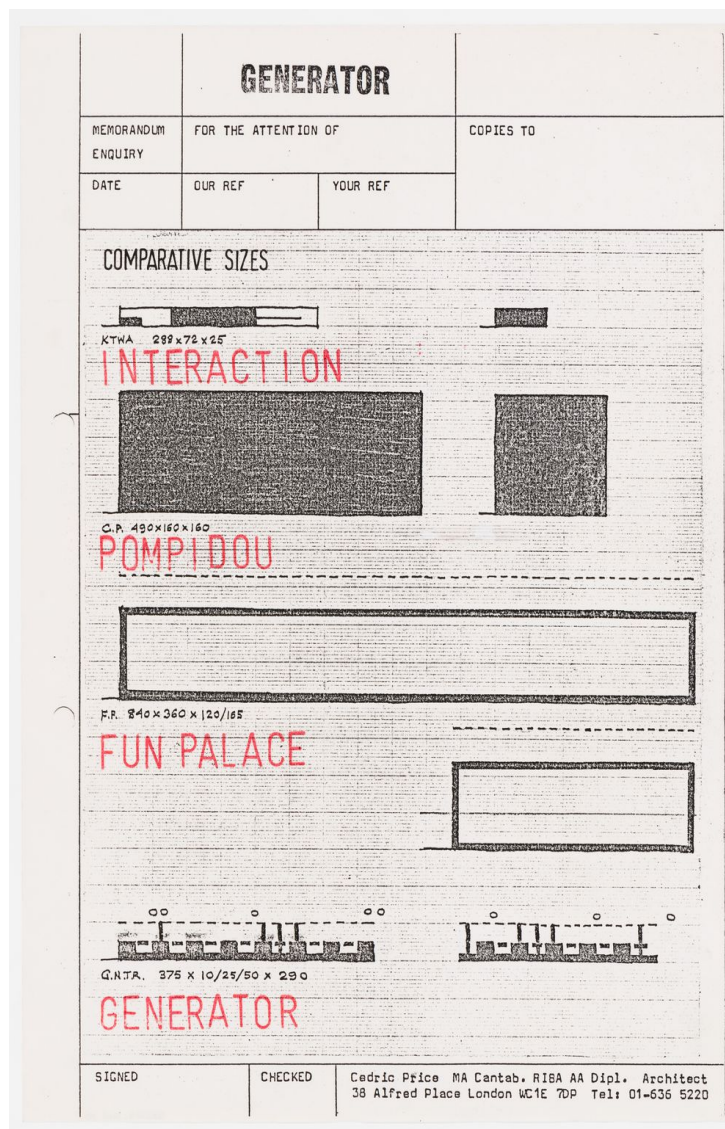 GENERATOR
MEMORANDUM
ENQUIRY
FOR THE ATTENTION OF
COPIES TO
DATE
OUR REF
YOUR REF
COMPARATIVE SIZES
KTWA 288x72x25
INTERACTION
C.P. 490x160x160
POMPIDOU
F.P. 840x360x120/165
FUN PALACE
G.N.T.R. 375 x 10/25/50 x 290
GENERATOR
SIGNED
CHECKED
Cedric Price MA Cantab. RIBA AA Dipl. Architect
38 Alfred Place London WC1E 7DP Tel: 01-636 5220